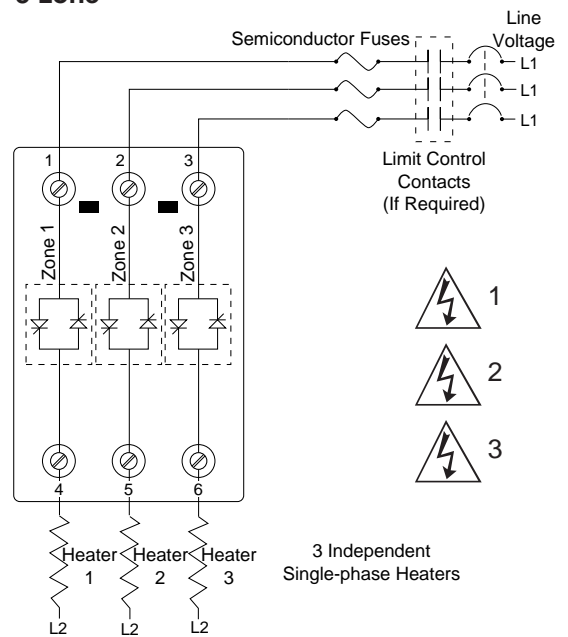 Line
Semiconductor Fuses
Voltage
L1
L1
L1
Limit Control
Contacts
(If Required)
1 2 3
Zone 1
Zone 2
Zone 3
1
2
3
4 5 6
Heater Heater Heater
1 2 3
L2 L2 L2
3 Independent
Single-phase Heaters